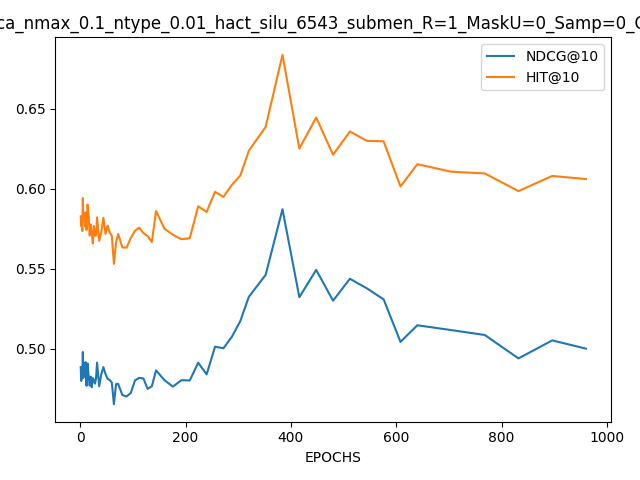 ca_nmax_0.1_ntype_0.01_hact_silu_6543_submen_R=1_MaskU=0_Samp=0_
NDCG@10
HIT@10
0.65
0.60
0.55
0.50
0 200 400 600 800 1000
EPOCHS